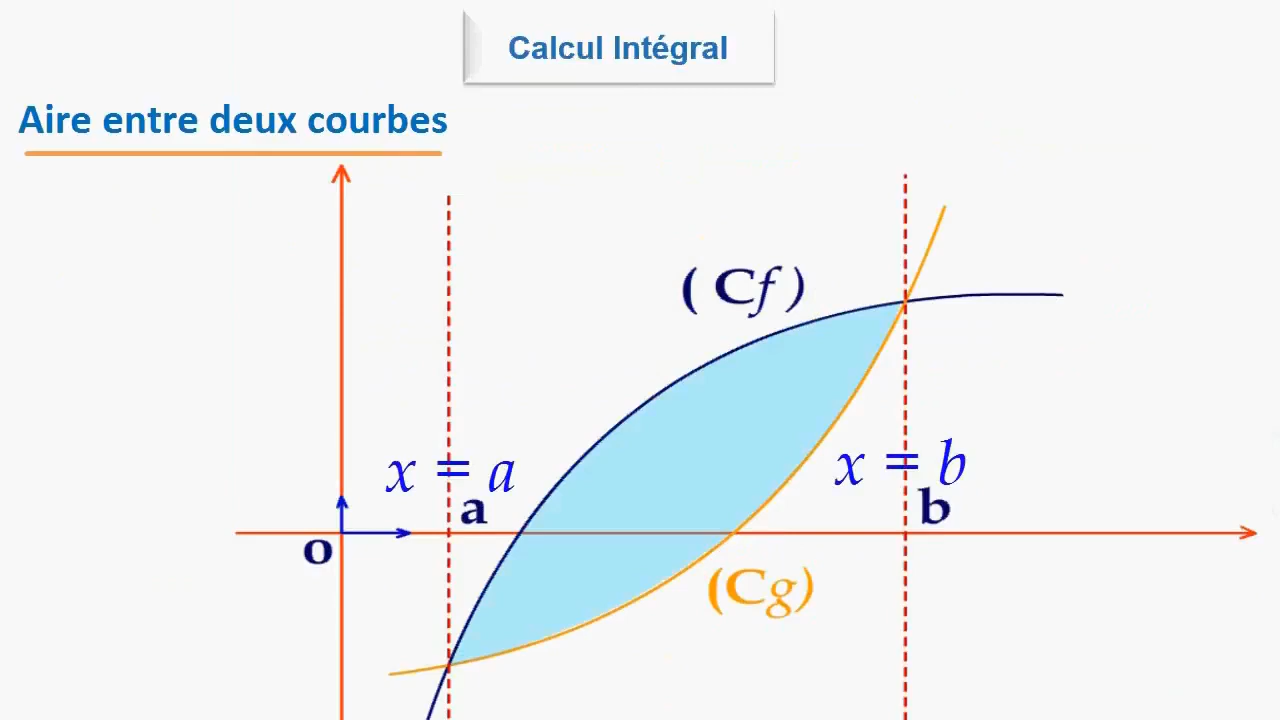 Calcul Intégral
Aire entre deux courbes
( Cf )
x = a
x = b
a
b
o
(Cg)